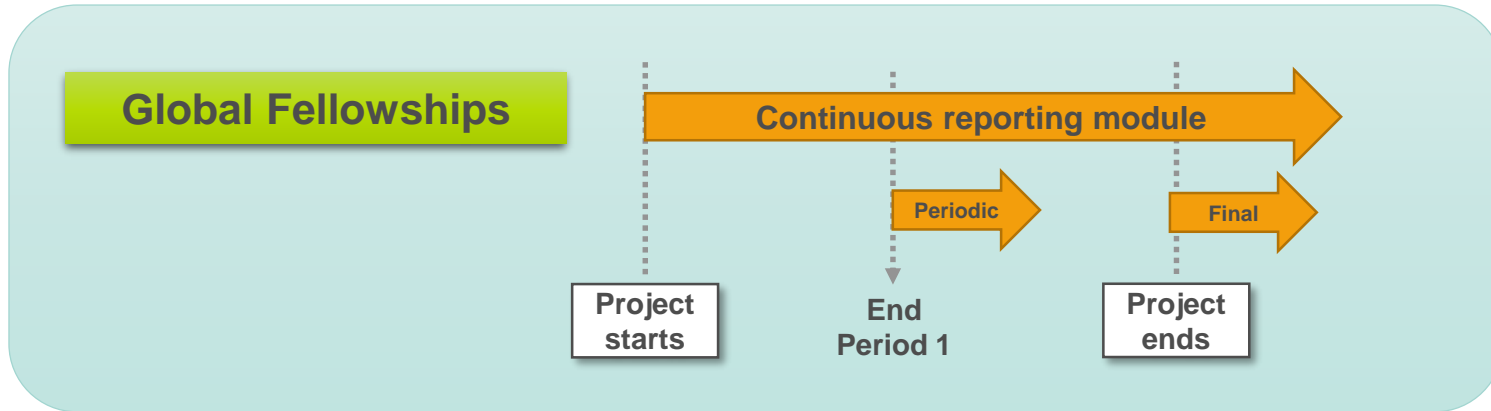 Global Fellowships
Continuous reporting module
Periodic
Final
Project
starts
End
Period 1
Project
ends